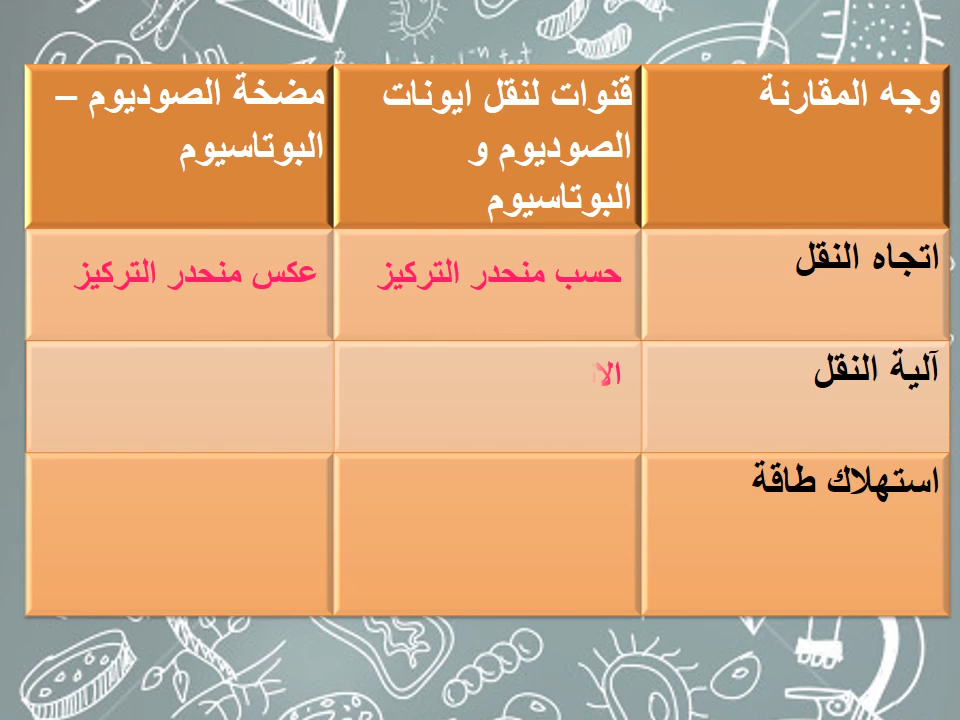 وجه المقارنة
قنوات لنقل ايونات
الصوديوم و
البوتاسيوم
مضخة الصوديوم –
البوتاسيوم
اتجاه النقل
حسب منحدر التركيز
عكس منحدر التركيز
آلية النقل
استهلاك طاقة